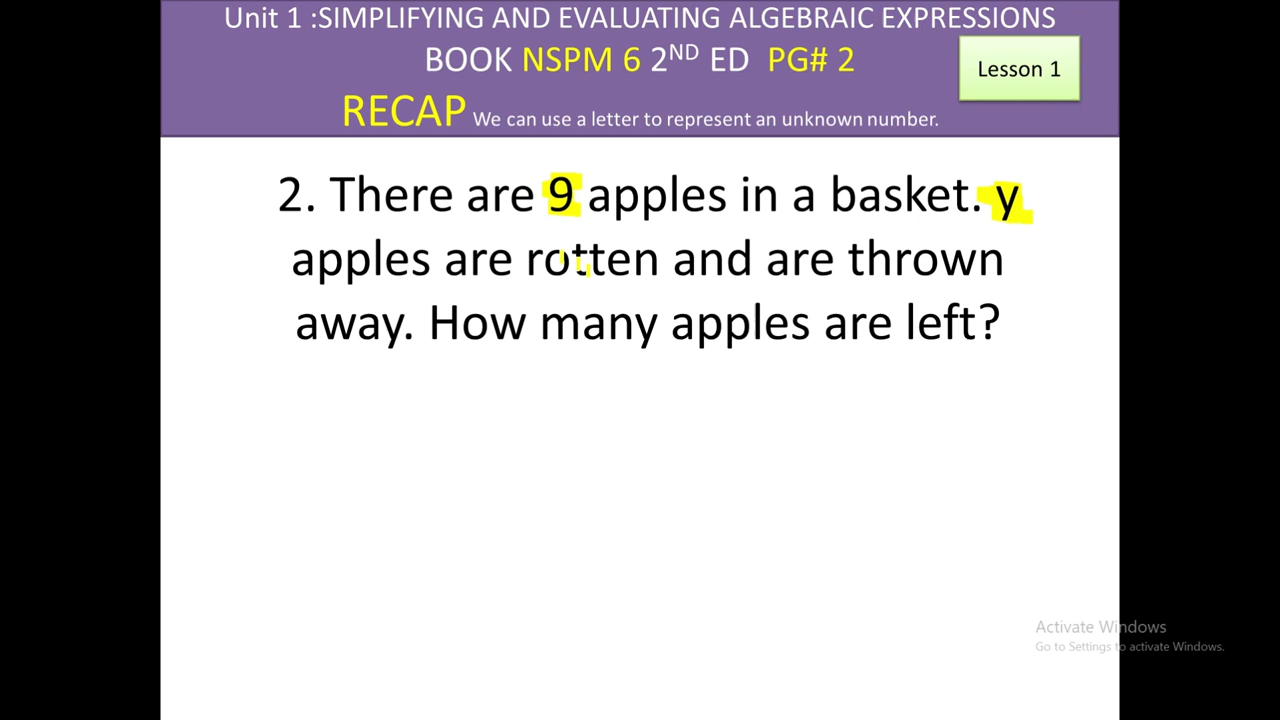 Unit 1 :SIMPLIFYING AND EVALUATING ALGEBRAIC EXPRESSIONS
BOOK NSPM 6 2ND ED PG# 2
Lesson 1
RECAP We can use a letter to represent an unknown number.
2. There are 9 apples in a basket. y
apples are rotten and are thrown
away. How many apples are left?
Activate Windows
Go to Settings to activate Windows.